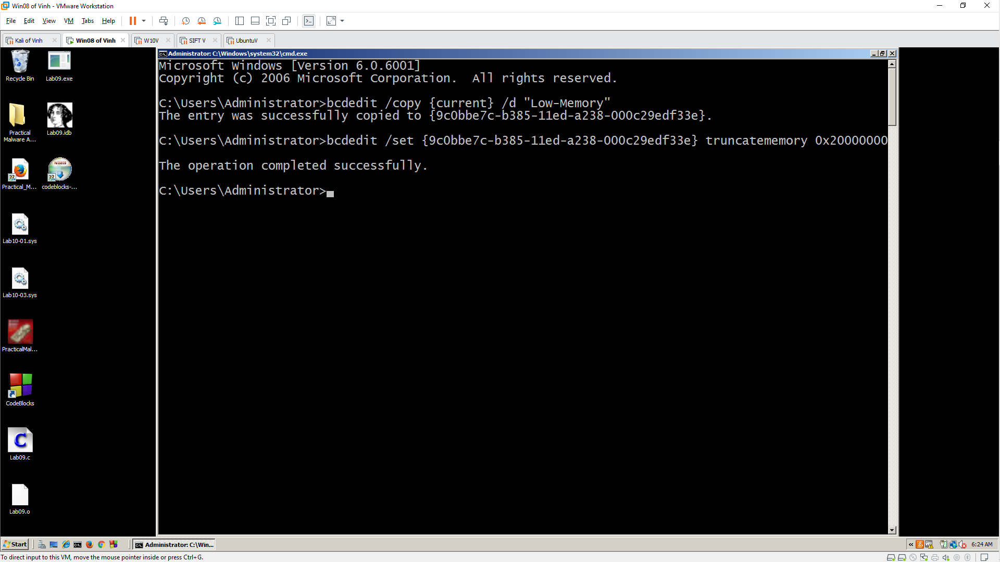 Win08 of Vinh - VMware Workstation
File Edit View VM Tabs Help
Kali of Vinh
Win08 of Vinh
W10V
SIFT V
UbuntuV
Recycle Bin
Lab09.exe
Practical Malware A...
Lab09.idb
Practical_M...
codeblocks-...
Lab10-01.sys
Lab10-03.sys
PracticalMal...
CodeBlocks
Lab09.c
Lab09.o
Administrator: C:\Windows\system32\cmd.exe
Microsoft Windows [Version 6.0.6001]
Copyright (c) 2006 Microsoft Corporation.  All rights reserved.
C:\Users\Administrator>bcdedit /copy {current} /d "Low-Memory"
The entry was successfully copied to {9c0bbe7c-b385-11ed-a238-000c29edf33e}.
C:\Users\Administrator>bcdedit /set {9c0bbe7c-b385-11ed-a238-000c29edf33e} truncatememory 0x20000000
The operation completed successfully.
C:\Users\Administrator>
Start
Administrator: C:\Win...
6:24 AM
To direct input to this VM, move the mouse pointer inside or press Ctrl+G.